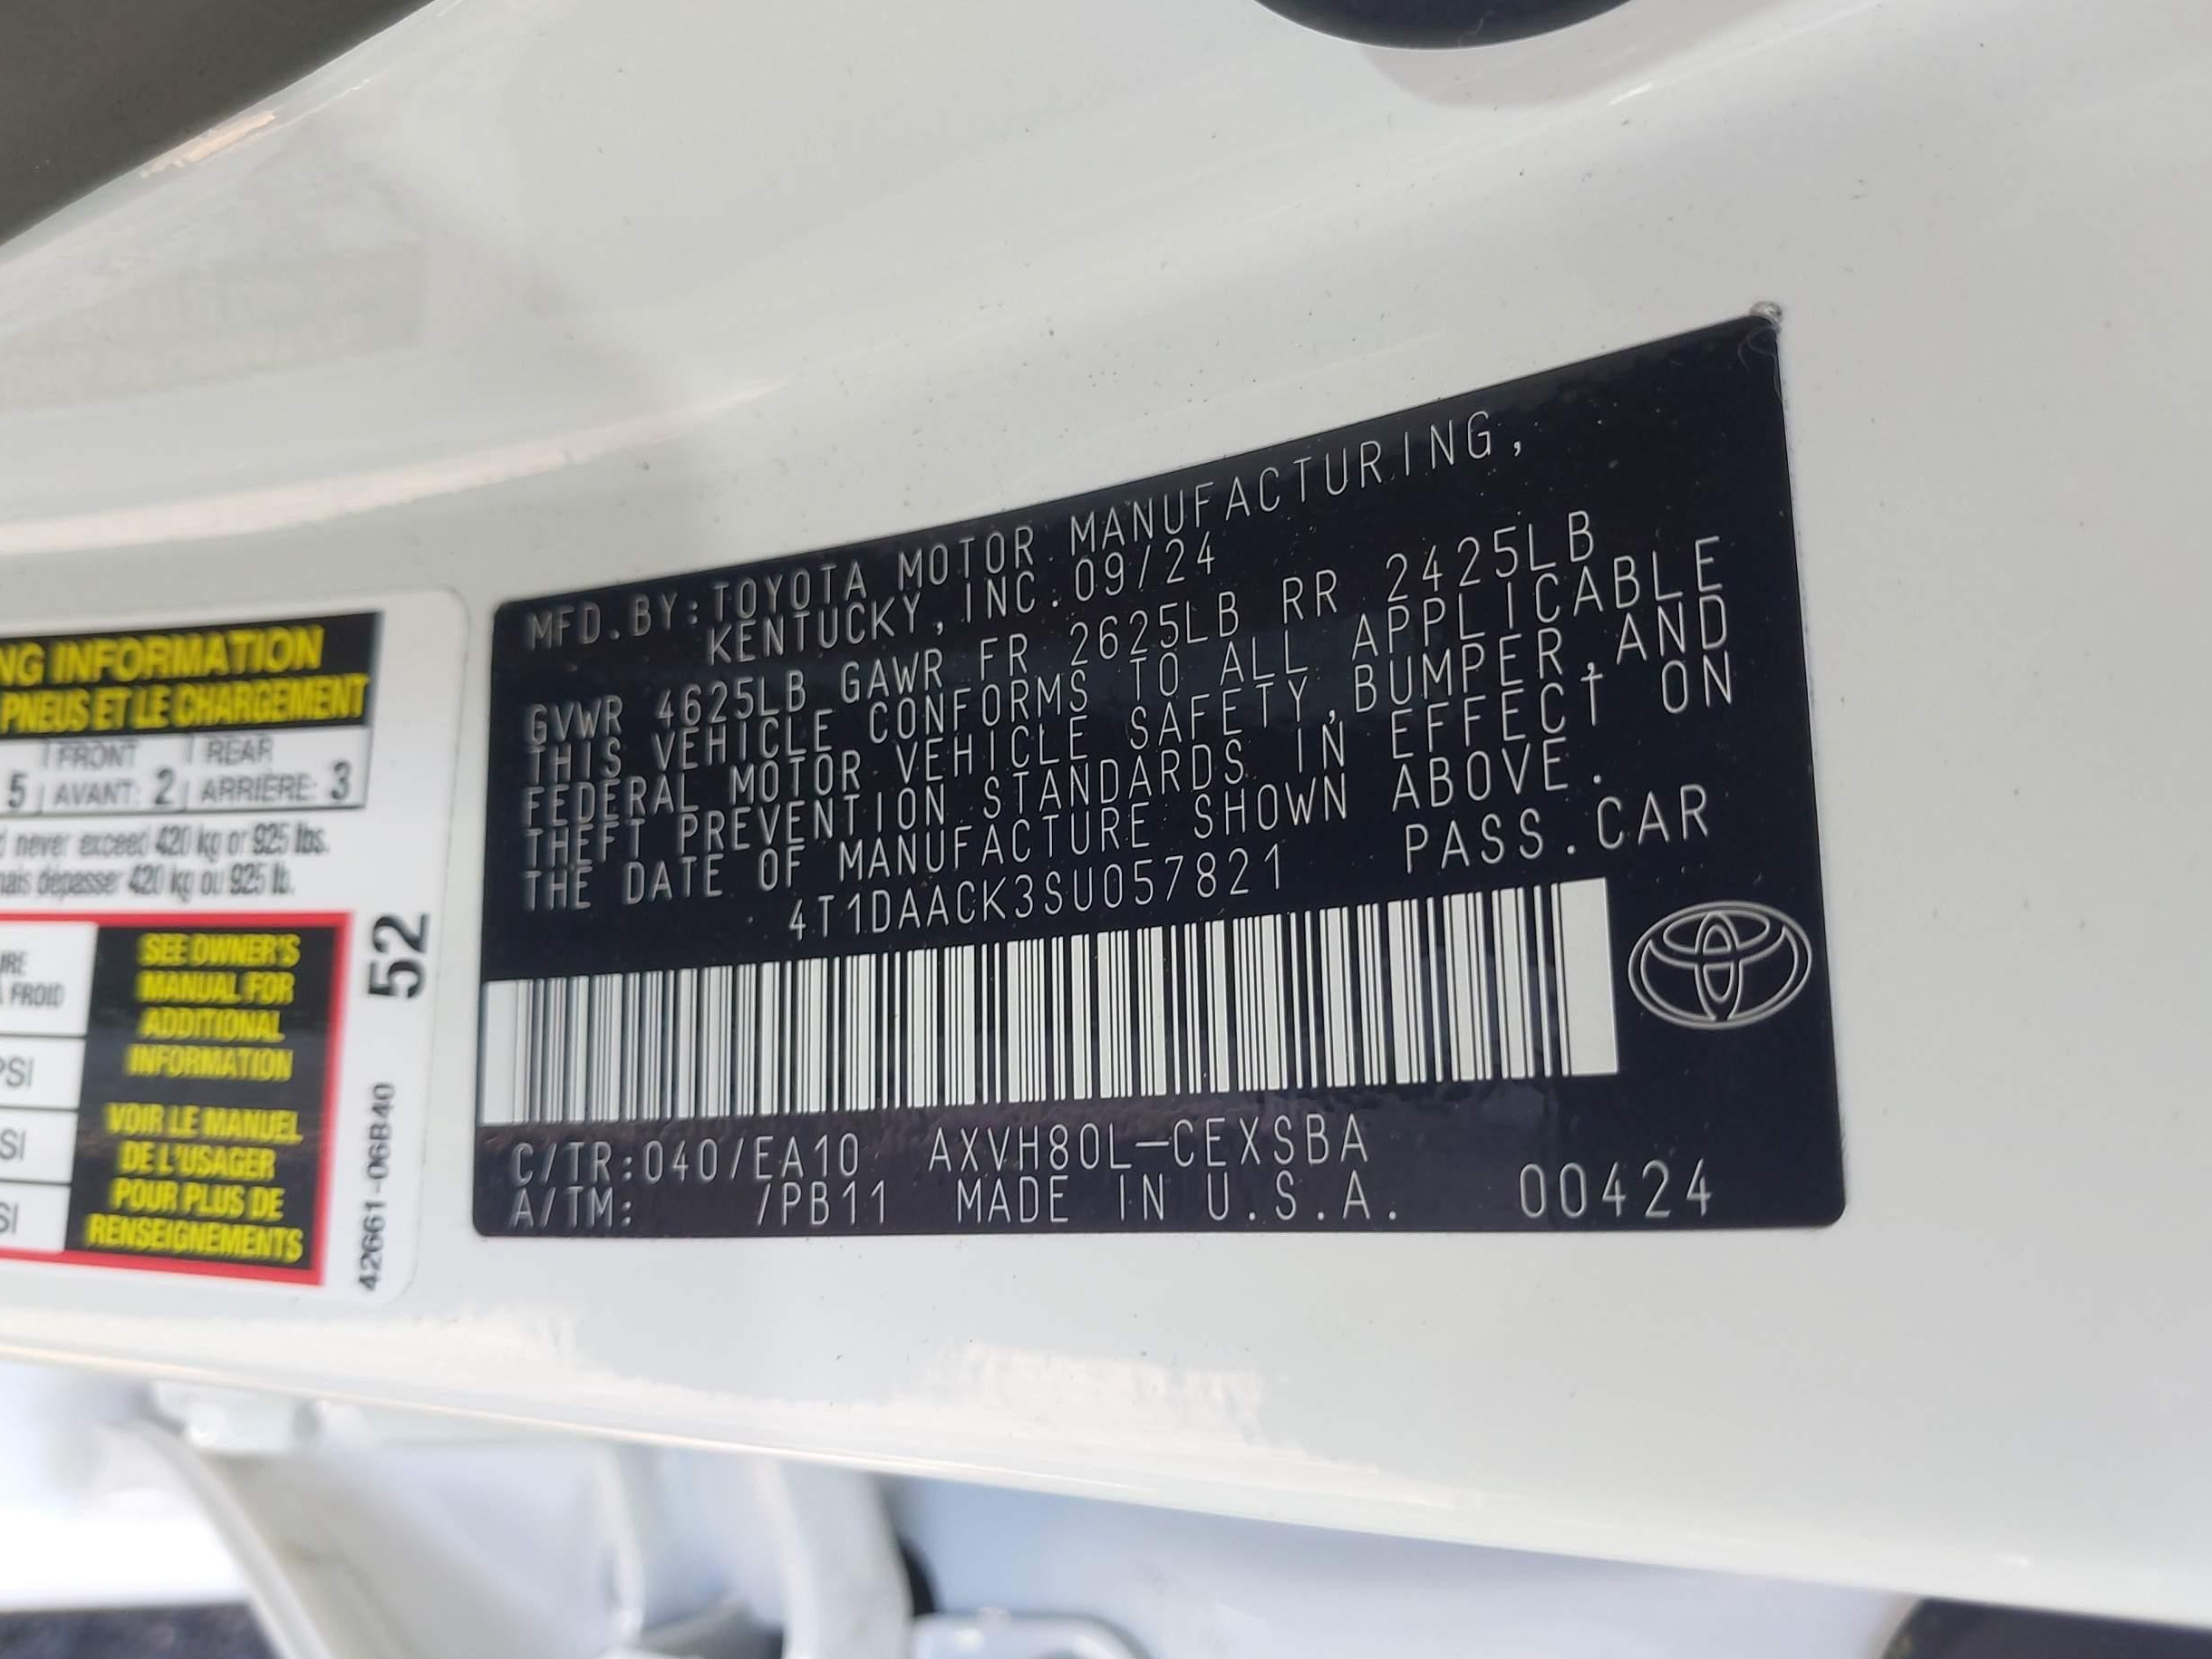 MFD.BY:TOYOTA MOTOR MANUFACTURING,
KENTUCKY,INC.09/24
GVWR 4625LB GAWR FR 2625LB RR 2425LB
THIS VEHICLE CONFORMS TO ALL APPLICABLE
FEDERAL MOTOR VEHICLE SAFETY,BUMPER,AND
THEFT PREVENTION STANDARDS IN EFFECT ON
THE DATE OF MANUFACTURE SHOWN ABOVE.
4T1DAACK3SU057821 PASS.CAR
C/TR:040/EA10 AXVH80L-CEXSBA
A/TM: /PB11 MADE IN U.S.A. 00424
NG INFORMATION
PNEUS ET LE CHARGEMENT
FRONT REAR
5 AVANT: 2 ARRIÈRE: 3
never exceed 420 kg or 925 lbs.
dépasser 420 kg ou 925 lb.
FROID
PSI
SI
SI
SEE OWNER'S
MANUAL FOR
ADDITIONAL
INFORMATION
VOIR LE MANUEL
DE L'USAGER
POUR PLUS DE
RENSEIGNEMENTS
52
42661-06B40